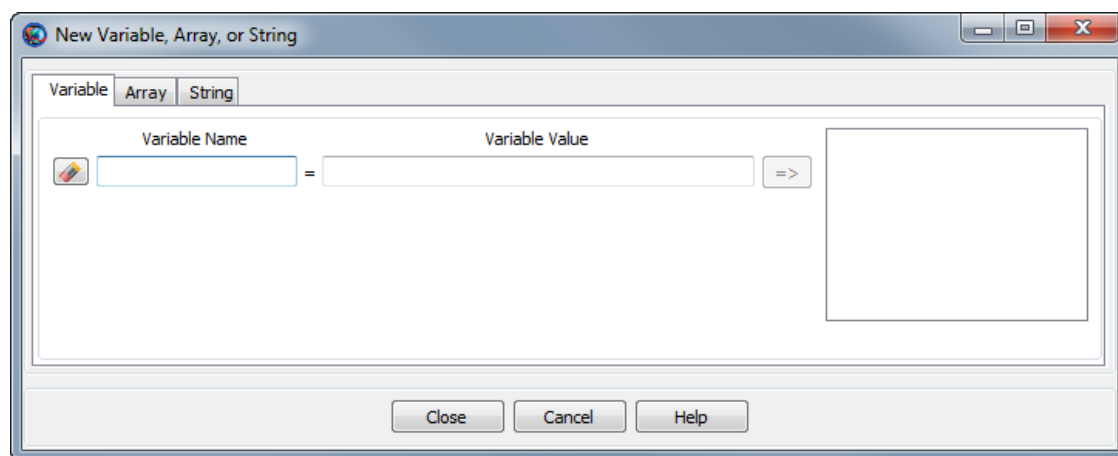 New Variable, Array, or String
Variable Array String
Variable Name Variable Value
= =>
Close Cancel Help